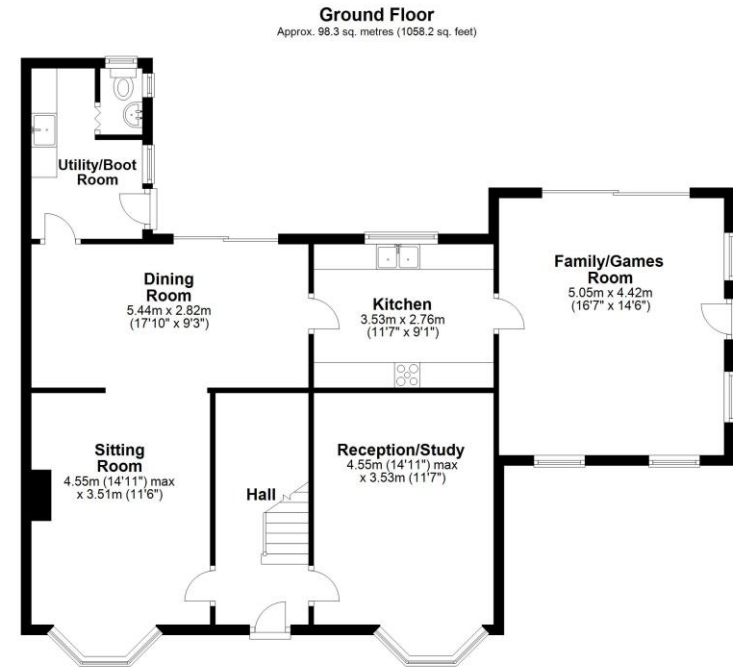 Ground Floor
Approx. 98.3 sq. metres (1058.2 sq. feet)
Utility/Boot
Room
Dining
Room
5.44m x 2.82m
(17'10" x 9'3")
Kitchen
3.53m x 2.76m
(11'7" x 9'1")
Family/Games
Room
5.05m x 4.42m
(16'7" x 14'6")
Sitting
Room
4.55m (14'11") max
x 3.51m (11'6")
Hall
Reception/Study
4.55m (14'11") max
x 3.53m (11'7")